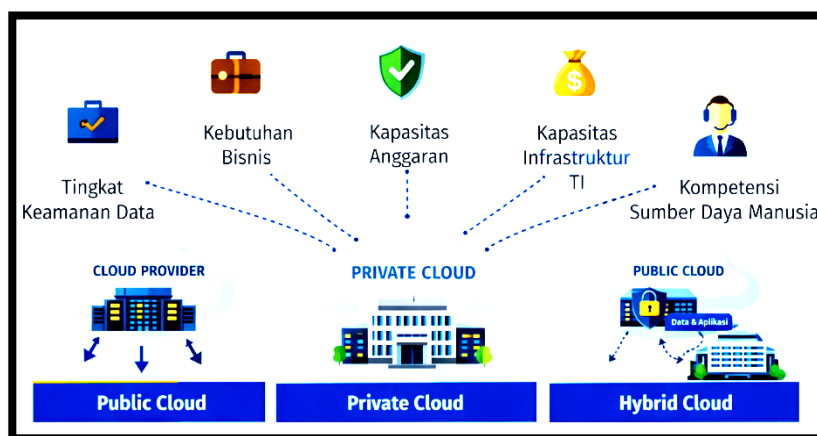 Tingkat
Keamanan Data
Kebutuhan
Bisnis
Kapasitas
Anggaran
$
Kapasitas
Infrastruktur
TI
Kompetensi
Sumber Daya Manusia
CLOUD PROVIDER
PRIVATE CLOUD
PUBLIC CLOUD
Data & Aplikasi
Public Cloud
Private Cloud
Hybrid Cloud